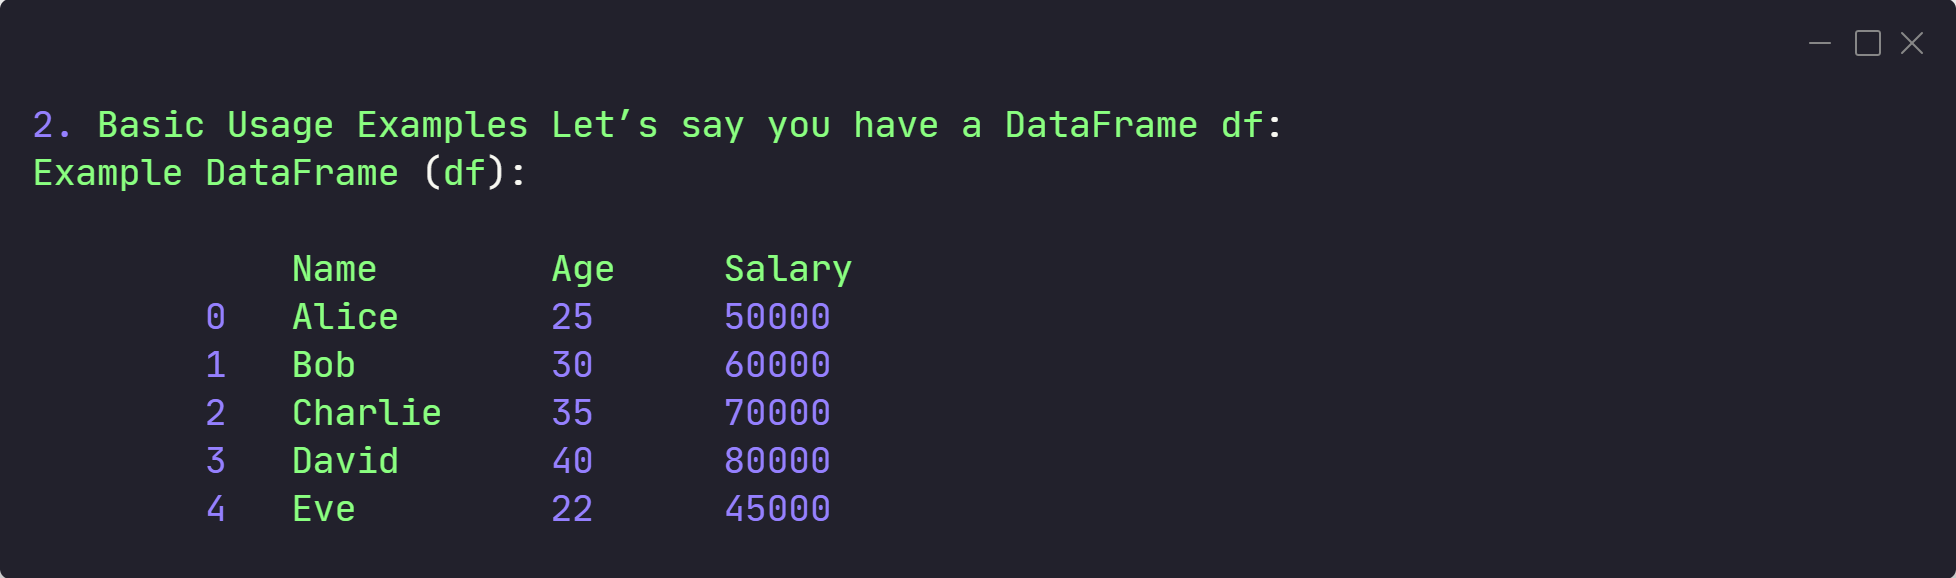 2. Basic Usage Examples Let’s say you have a DataFrame df:
Example DataFrame (df):
Name Age Salary
0 Alice 25 50000
1 Bob 30 60000
2 Charlie 35 70000
3 David 40 80000
4 Eve 22 45000